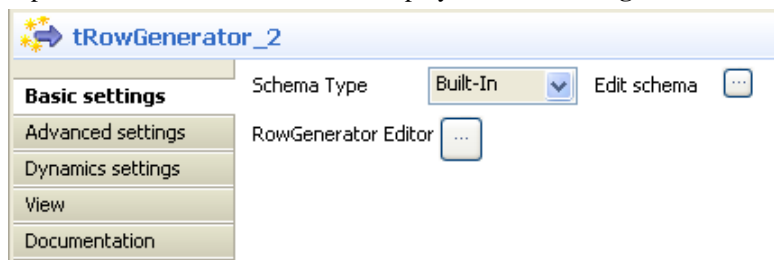 tRowGenerator_2
Basic settings
Schema Type Built-In Edit schema ...
Advanced settings
RowGenerator Editor ...
Dynamics settings
View
Documentation